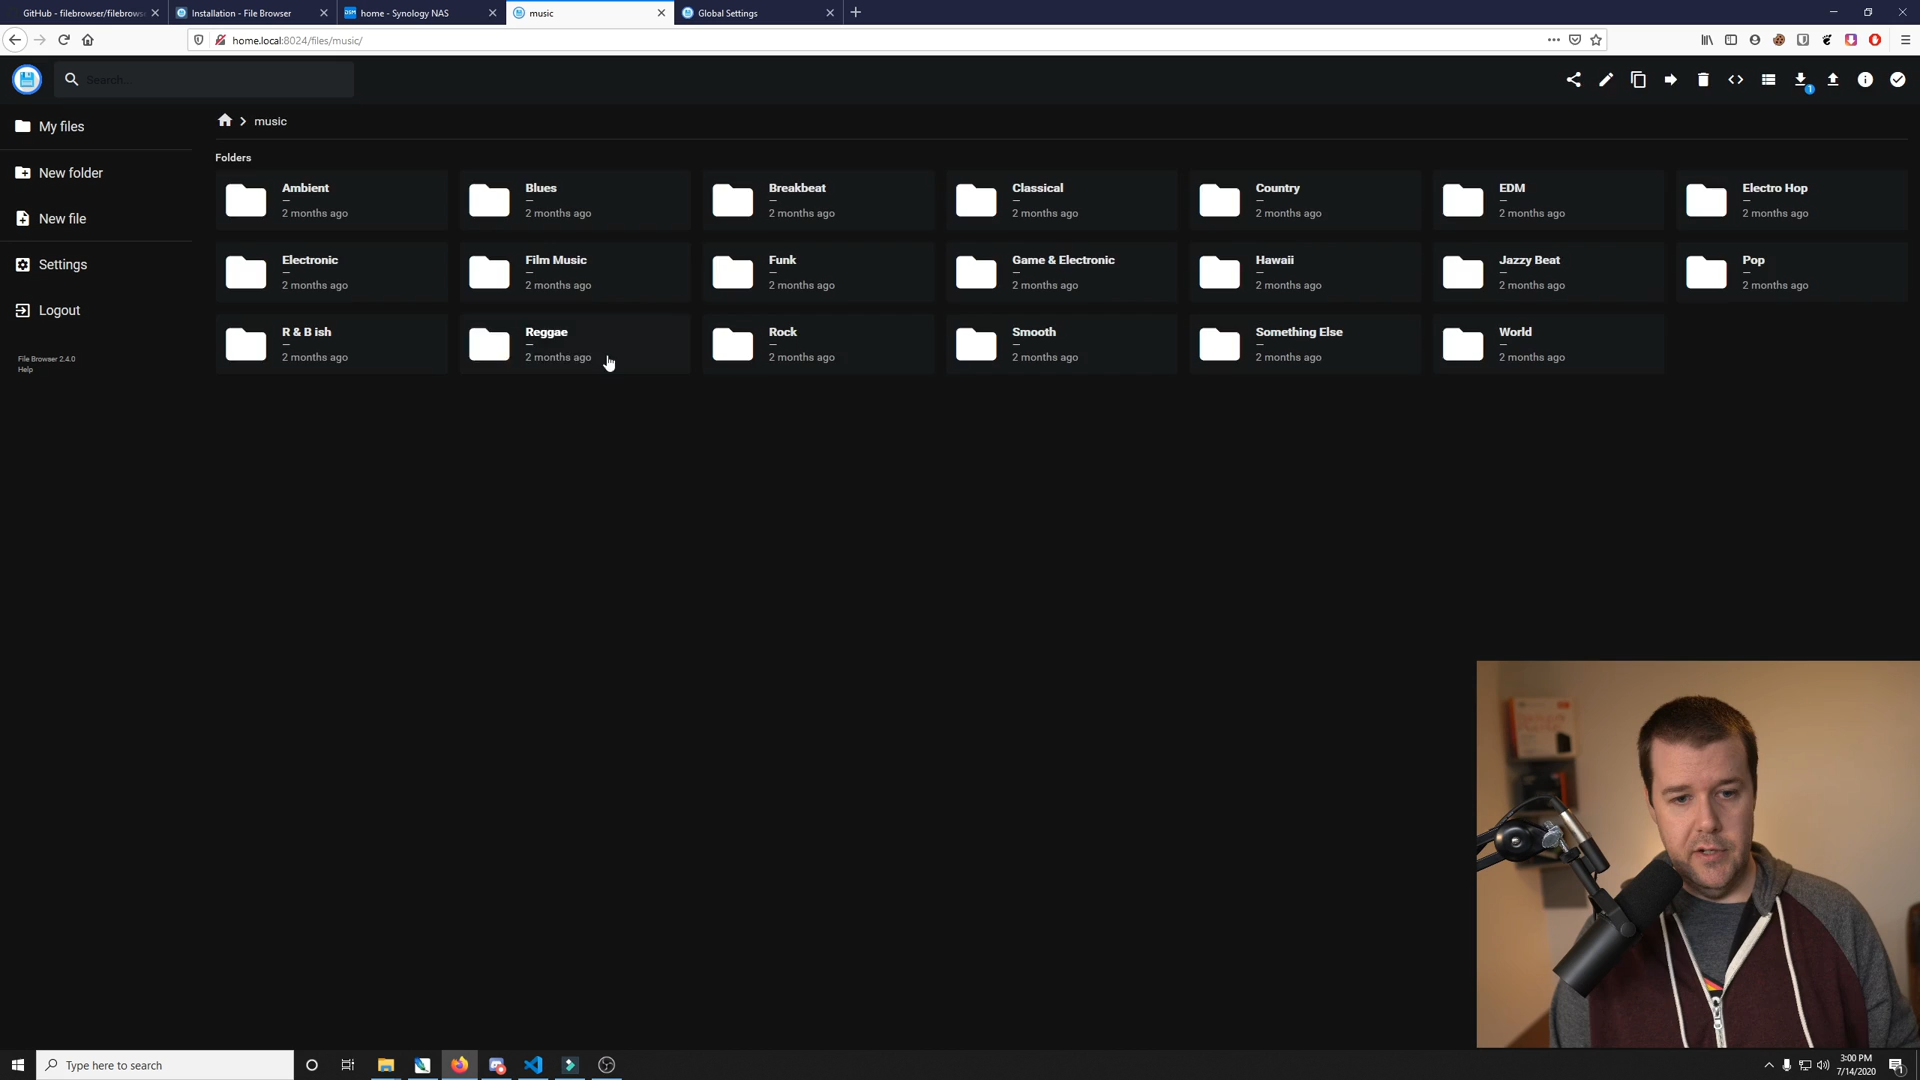 GitHub - filebrowser/filebrows
Installation - File Browser
DSM home - Synology NAS
music
Global Settings
home.local:8024/files/music/
Search...
1
My files
New folder
New file
Settings
Logout
File Browser 2.4.0
Help
music
Folders
Ambient
—
2 months ago
Blues
—
2 months ago
Breakbeat
—
2 months ago
Classical
—
2 months ago
Country
—
2 months ago
EDM
—
2 months ago
Electro Hop
—
2 months ago
Electronic
—
2 months ago
Film Music
—
2 months ago
Funk
—
2 months ago
Game & Electronic
—
2 months ago
Hawaii
—
2 months ago
Jazzy Beat
—
2 months ago
Pop
—
2 months ago
R & B ish
—
2 months ago
Reggae
—
2 months ago
Rock
—
2 months ago
Smooth
—
2 months ago
Something Else
—
2 months ago
World
—
2 months ago
Type here to search
3:00 PM
7/14/2020
1